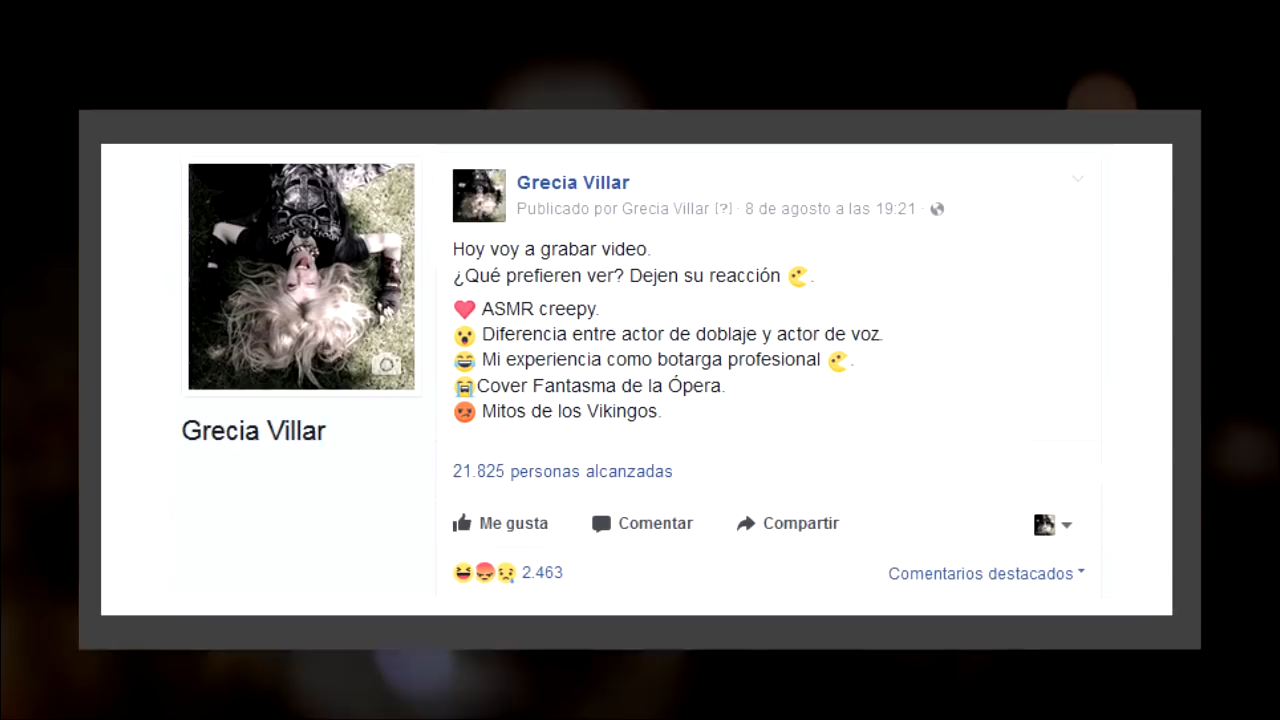 Grecia Villar
Grecia Villar
Publicado por Grecia Villar [?] · 8 de agosto a las 19:21 ·
Hoy voy a grabar video.
¿Qué prefieren ver? Dejen su reacción .
❤️ ASMR creepy.
😮 Diferencia entre actor de doblaje y actor de voz.
😂 Mi experiencia como botarga profesional .
😭Cover Fantasma de la Ópera.
😡 Mitos de los Vikingos.
21.825 personas alcanzadas
Me gusta Comentar Compartir
2.463 Comentarios destacados